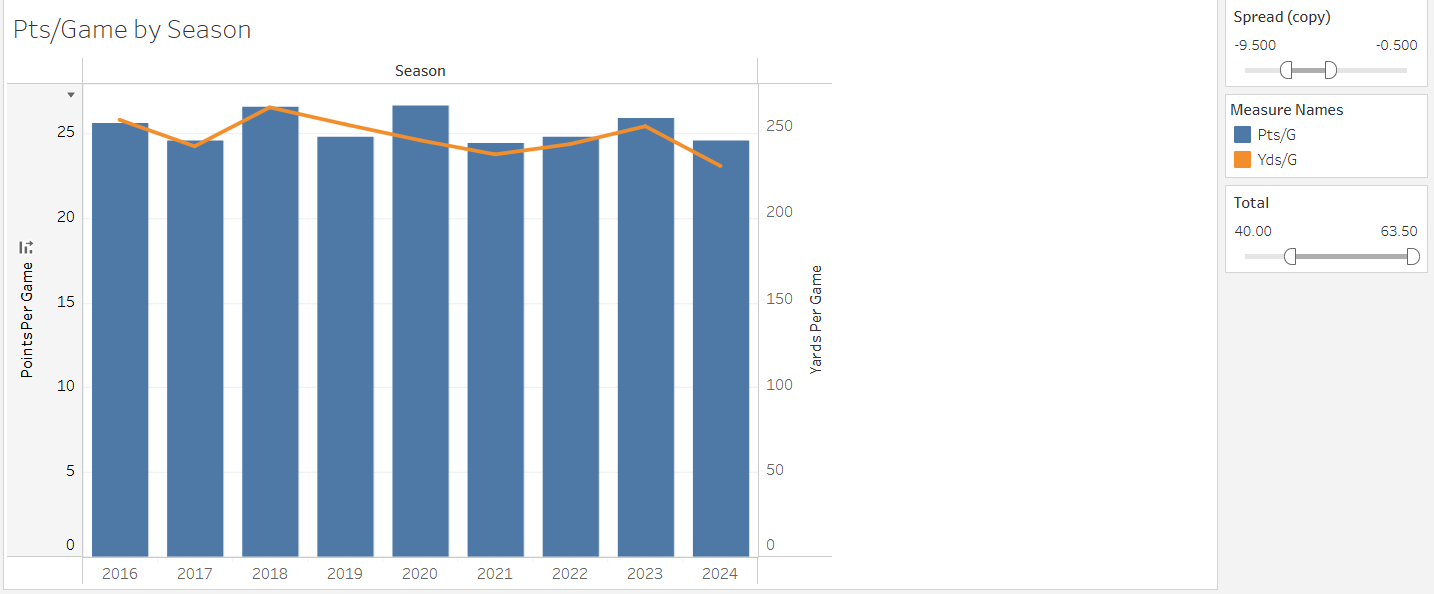 Pts/Game by Season
Season
Points Per Game
25
20
15
10
5
0
250
200
150
100
50
0
Yards Per Game
2016 2017 2018 2019 2020 2021 2022 2023 2024
Spread (copy)
-9.500 -0.500
Measure Names
Pts/G
Yds/G
Total
40.00 63.50